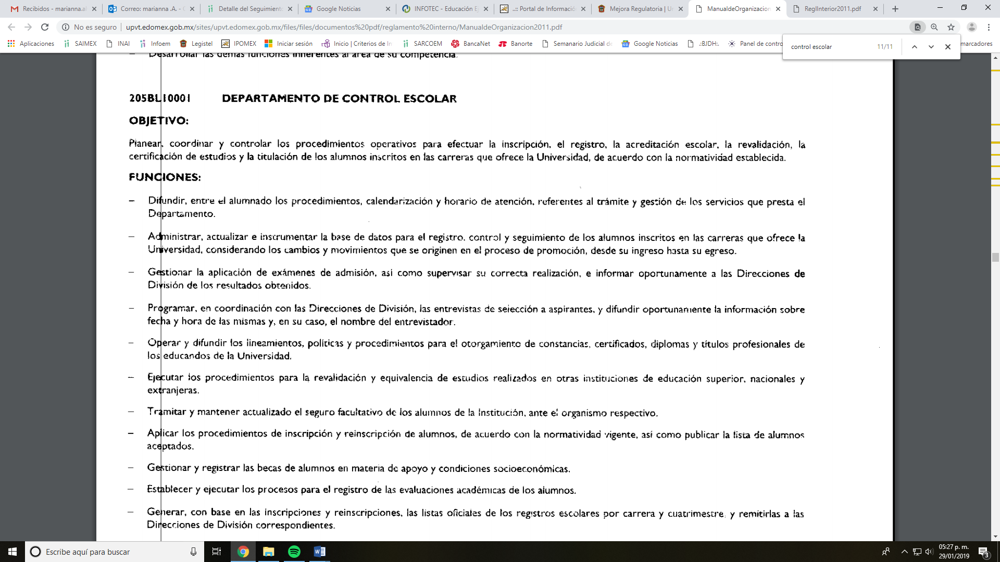 Recibidos - marianna.al
Correo: marianna .A. - O
Detalle del Seguimiento
Google Noticias
INFOTEC - Educación Ej
..:: Portal de Informació
Mejora Regulatoria | Un
ManualdeOrganizacion
ReglInterior2011.pdf
No es seguro | upvt.edomex.gob.mx/sites/upvt.edomex.gob.mx/files/files/documentos%20pdf/reglamento%20interno/ManualdeOrganizacion2011.pdf
Aplicaciones SAIMEX INAI Infoem Legistel IPOMEX Iniciar sesión Inicio | Criterios de In SARCOEM BancaNet Banorte Semanario Judicial de Google Noticias .:BJDH:. Panel de contro marcadores
control escolar 11/11
– Desarrollar las demás funciones inherentes al área de su competencia.
205BL10001 DEPARTAMENTO DE CONTROL ESCOLAR
OBJETIVO:
Planear, coordinar y controlar los procedimientos operativos para efectuar la inscripción, el registro, la acreditación escolar, la revalidación, la
certificación de estudios y la titulación de los alumnos inscritos en las carreras que ofrece la Universidad, de acuerdo con la normatividad establecida.
FUNCIONES:
– Difundir, entre el alumnado los procedimientos, calendarización y horario de atención, referentes al trámite y gestión de los servicios que presta el
Departamento.
– Administrar, actualizar e instrumentar la base de datos para el registro, control y seguimiento de los alumnos inscritos en las carreras que ofrece la
Universidad, considerando los cambios y movimientos que se originen en el proceso de promoción, desde su ingreso hasta su egreso.
– Gestionar la aplicación de exámenes de admisión, así como supervisar su correcta realización, e informar oportunamente a las Direcciones de
División de los resultados obtenidos.
– Programar, en coordinación con las Direcciones de División, las entrevistas de selección a aspirantes, y difundir oportunamente la información sobre
fecha y hora de las mismas y, en su caso, el nombre del entrevistador.
– Operar y difundir los lineamientos, políticas y procedimientos para el otorgamiento de constancias, certificados, diplomas y títulos profesionales de
los educandos de la Universidad.
– Ejecutar los procedimientos para la revalidación y equivalencia de estudios realizados en otras instituciones de educación superior, nacionales y
extranjeras.
– Tramitar y mantener actualizado el seguro facultativo de los alumnos de la Institución, ante el organismo respectivo.
– Aplicar los procedimientos de inscripción y reinscripción de alumnos, de acuerdo con la normatividad vigente, así como publicar la lista de alumnos
aceptados.
– Gestionar y registrar las becas de alumnos en materia de apoyo y condiciones socioeconómicas.
– Establecer y ejecutar los procesos para el registro de las evaluaciones académicas de los alumnos.
– Generar, con base en las inscripciones y reinscripciones, las listas oficiales de los registros escolares por carrera y cuatrimestre, y remitirlas a las
Direcciones de División correspondientes.
Escribe aquí para buscar
05:27 p. m.
29/01/2019
3